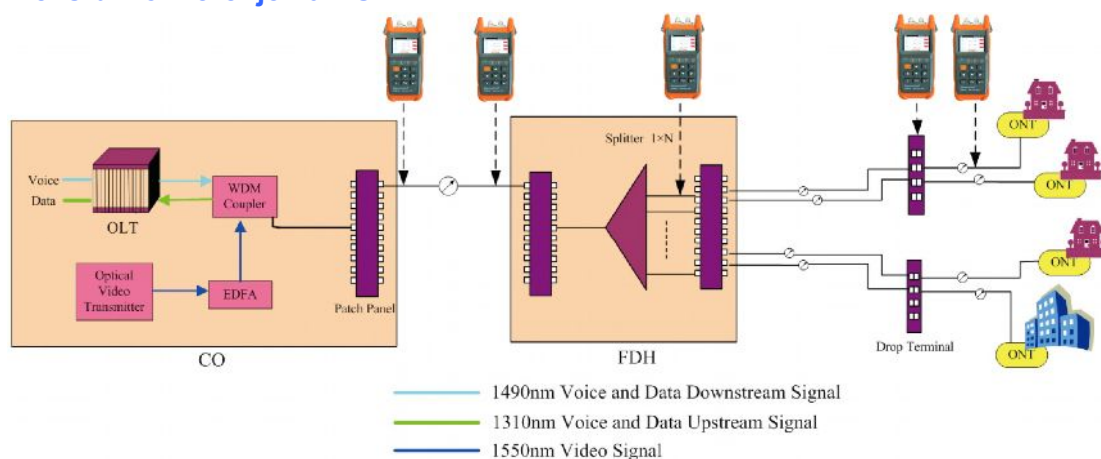 Splitter 1×N
ONT
ONT
Voice
Data
OLT
WDM
Coupler
Optical
Video
Transmitter
EDFA
Patch Panel
CO
FDH
Drop Terminal
ONT
ONT
1490nm Voice and Data Downstream Signal
1310nm Voice and Data Upstream Signal
1550nm Video Signal